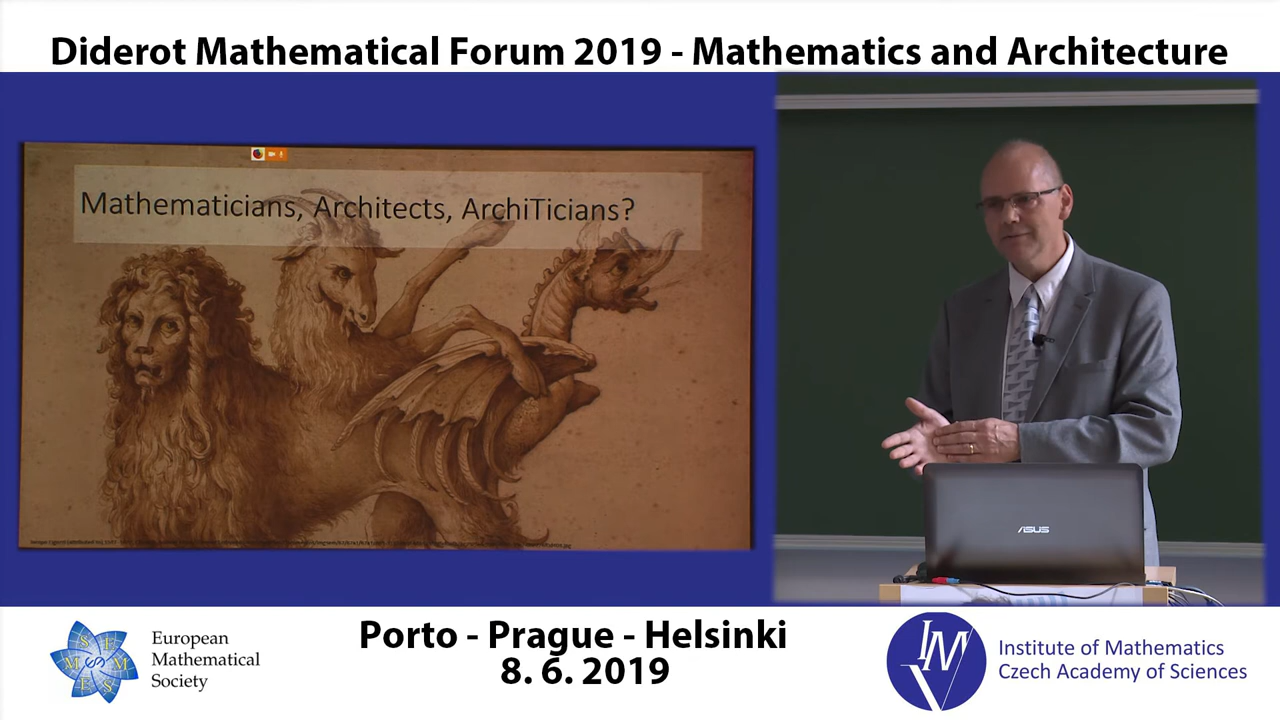 Diderot Mathematical Forum 2019 - Mathematics and Architecture
Mathematicians, Architects, ArchiTicians?
ASUS
European
Mathematical
Society
Porto - Prague - Helsinki
8. 6. 2019
IM
Institute of Mathematics
Czech Academy of Sciences